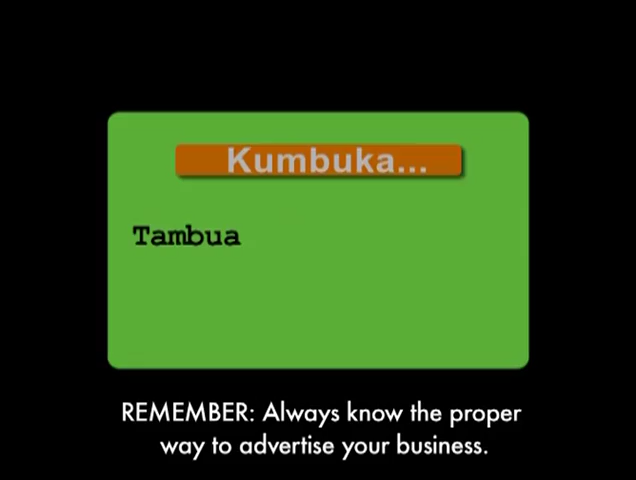 Kumbuka...
Tambua
REMEMBER: Always know the proper
way to advertise your business.